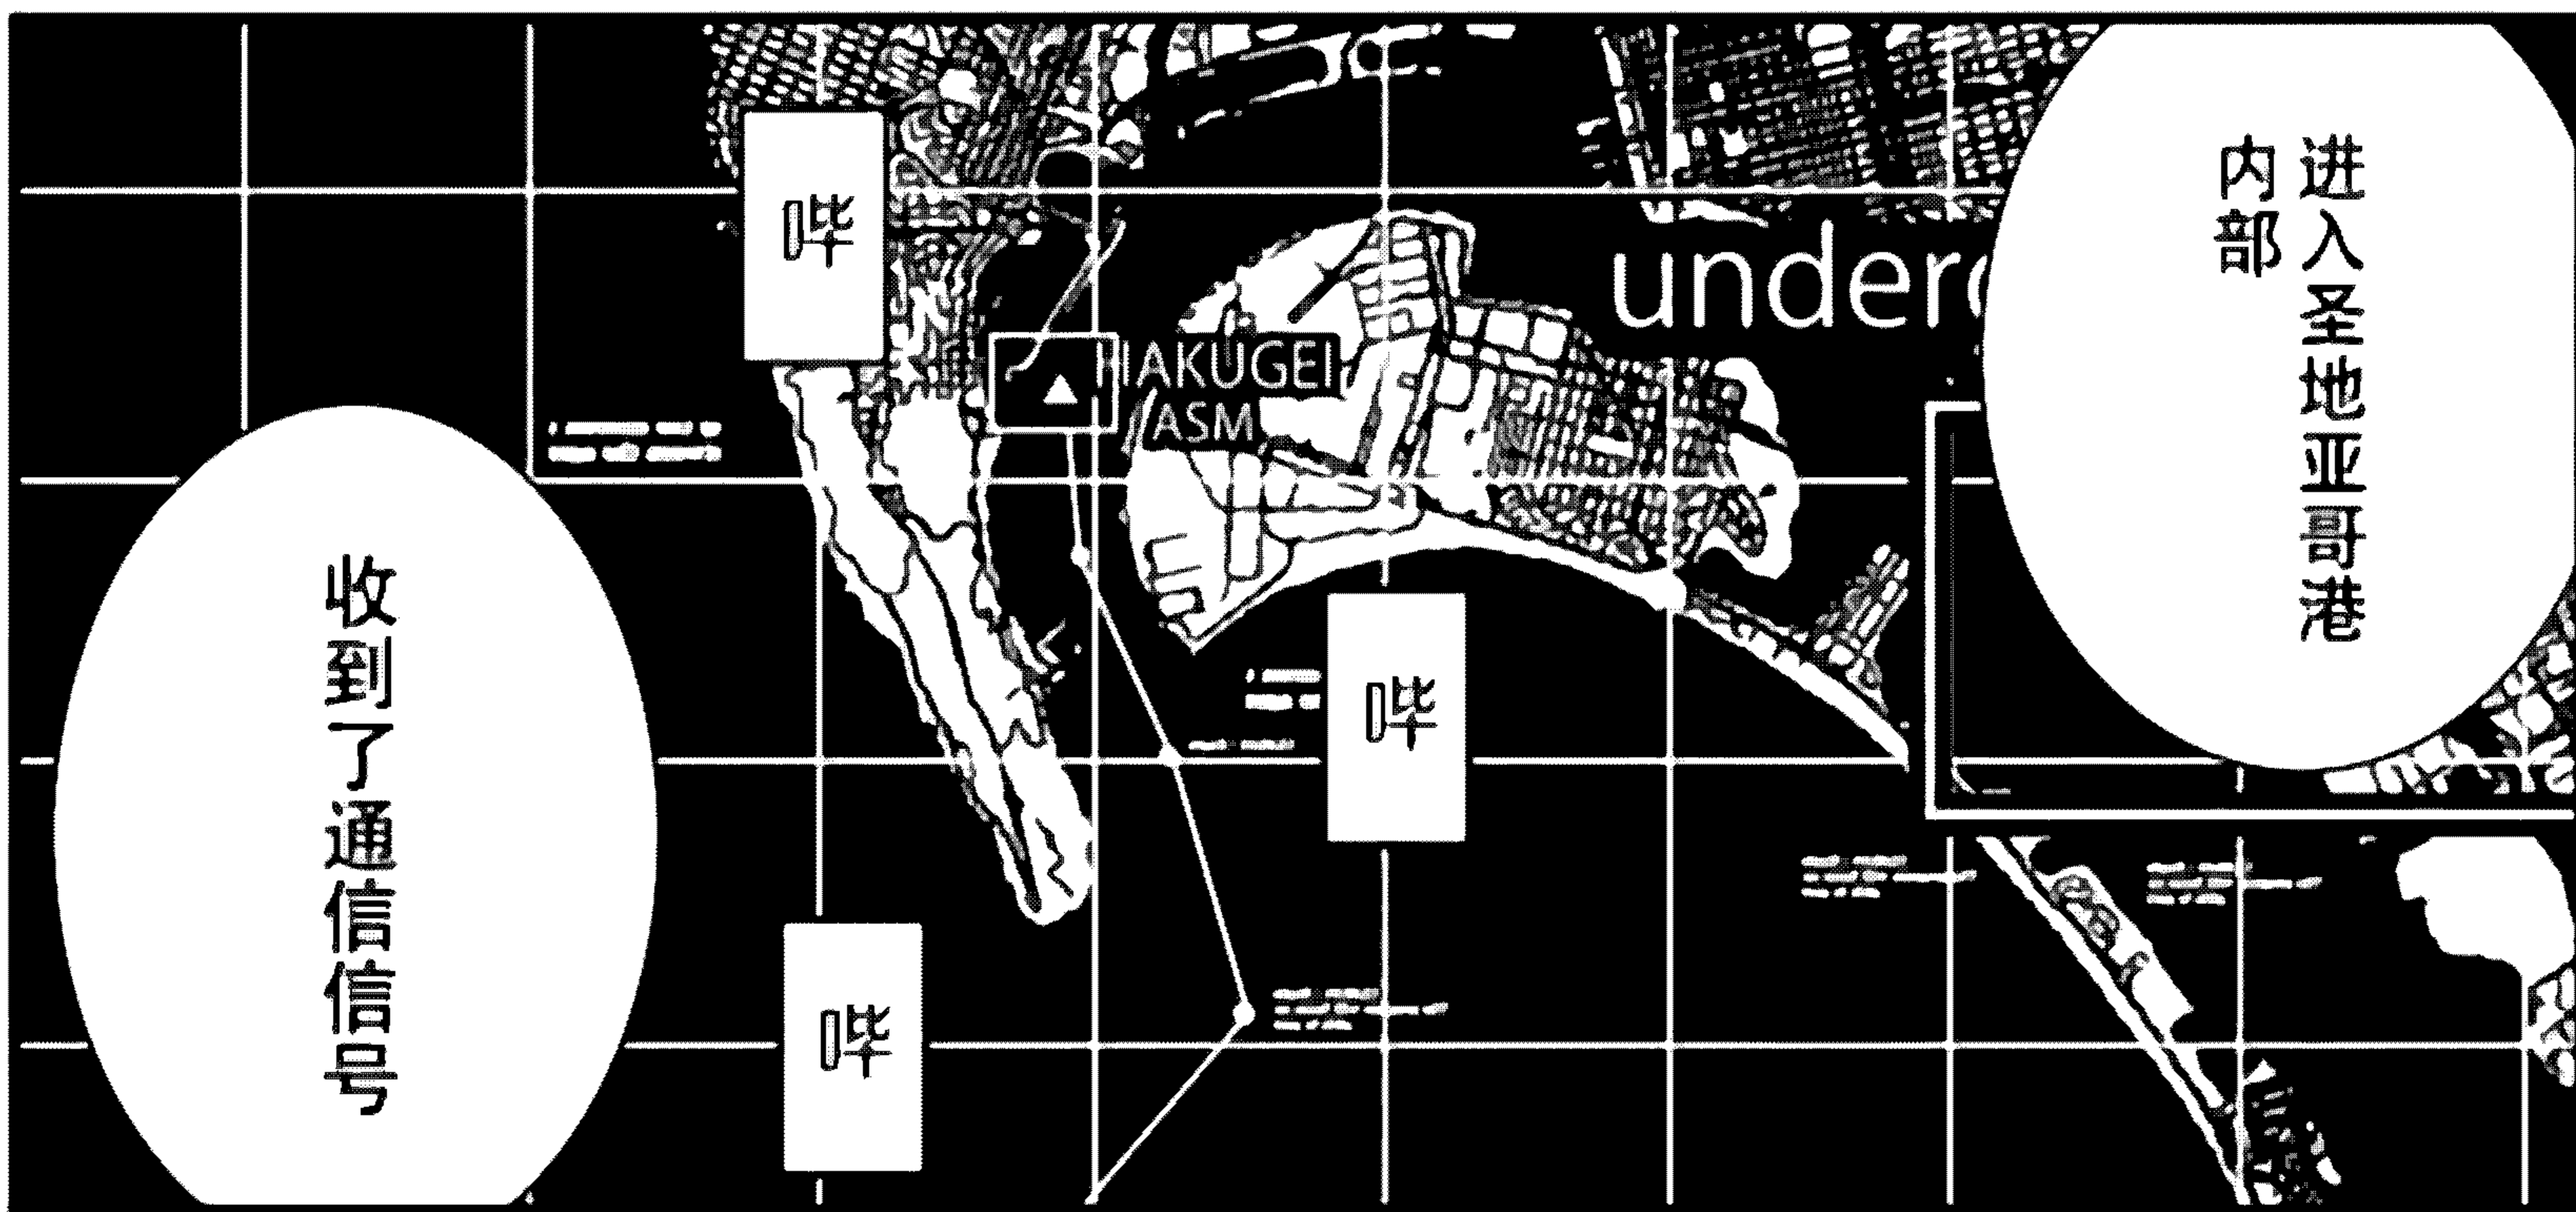 进入圣地亚哥港
内部
underc
哔
HAKUGEI
ASM
哔
哔
收到了通信信号